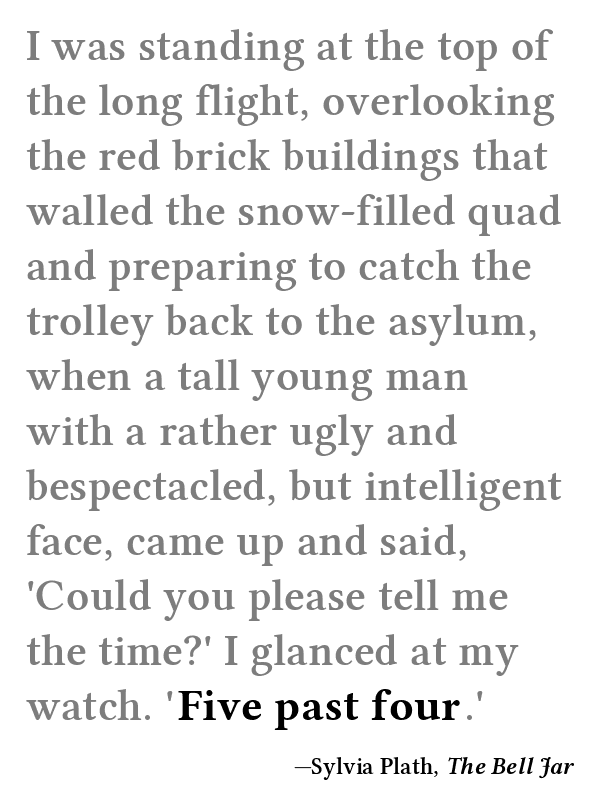 I was standing at the top of
the long flight, overlooking
the red brick buildings that
walled the snow-filled quad
and preparing to catch the
trolley back to the asylum,
when a tall young man
with a rather ugly and
bespectacled, but intelligent
face, came up and said,
'Could you please tell me
the time?' I glanced at my
watch. 'Five past four.'
—Sylvia Plath, The Bell Jar